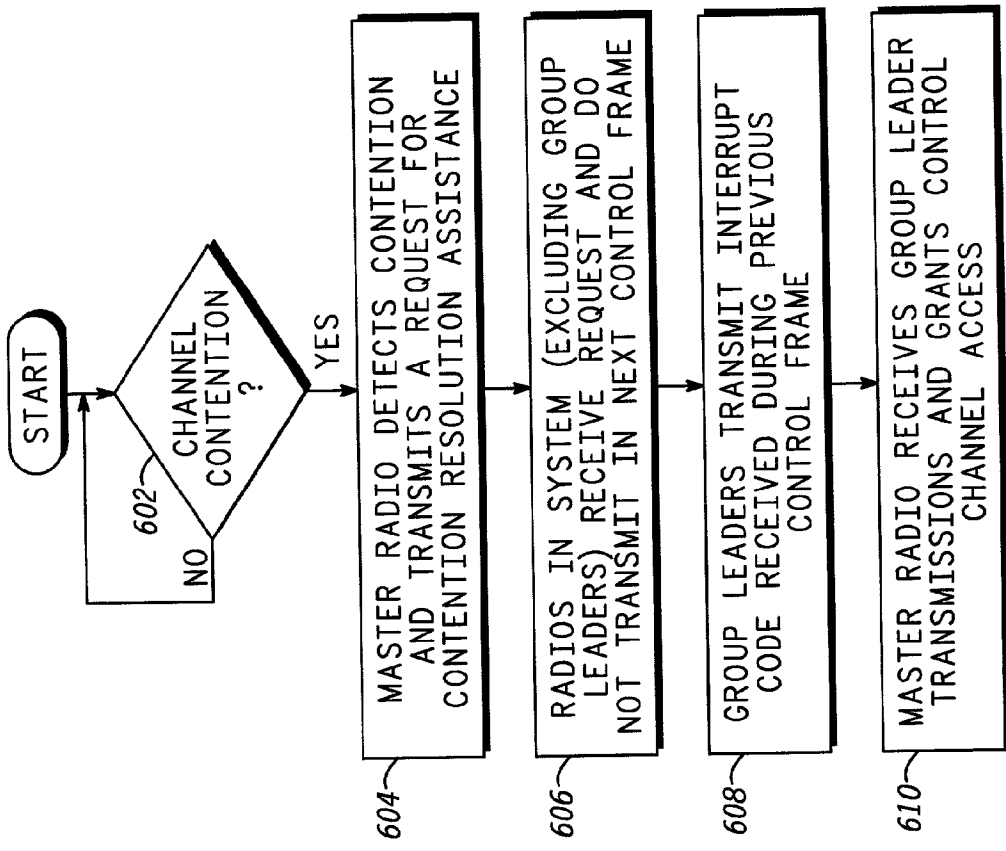 START
602
CHANNEL
CONTENTION
?
NO
YES
604
MASTER RADIO DETECTS CONTENTION
AND TRANSMITS A REQUEST FOR
CONTENTION RESOLUTION ASSISTANCE
606
RADIOS IN SYSTEM (EXCLUDING GROUP
LEADERS) RECEIVE REQUEST AND DO
NOT TRANSMIT IN NEXT CONTROL FRAME
608
GROUP LEADERS TRANSMIT INTERRUPT
CODE RECEIVED DURING PREVIOUS
CONTROL FRAME
610
MASTER RADIO RECEIVES GROUP LEADER
TRANSMISSIONS AND GRANTS CONTROL
CHANNEL ACCESS